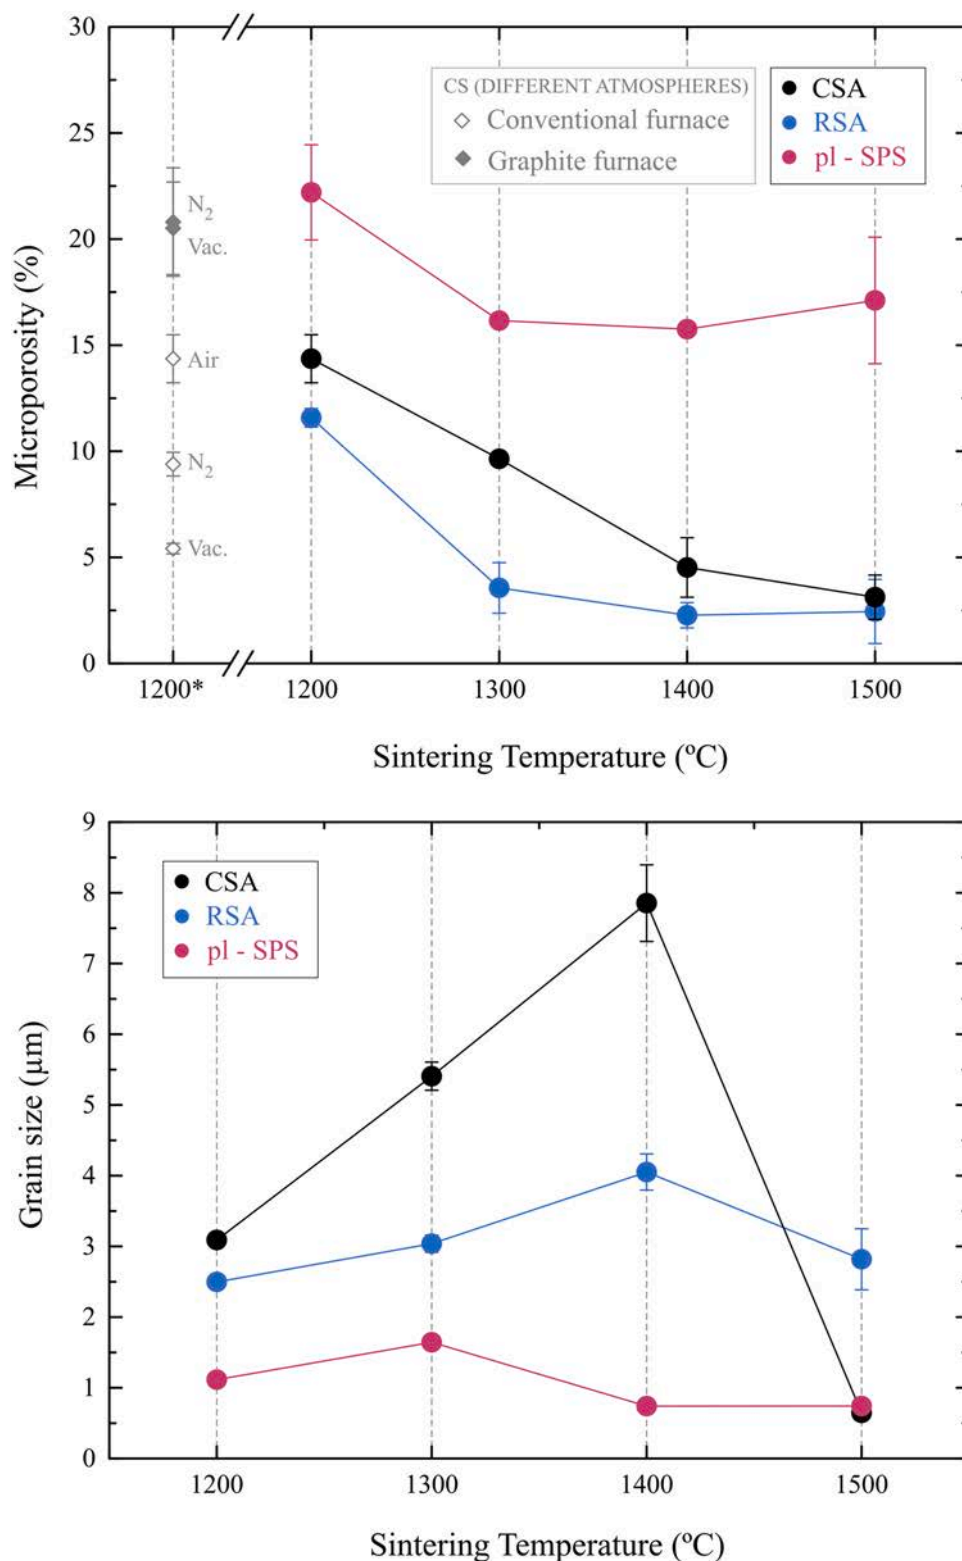 30
25
20
15
10
5
0
Microporosity (%)
CS (DIFFERENT ATMOSPHERES)
Conventional furnace
Graphite furnace
CSA
RSA
pl - SPS
N2
Vac.
Air
N2
Vac.
1200* 1200 1300 1400 1500
Sintering Temperature (ºC)
9
8
7
6
5
4
3
2
1
0
Grain size (µm)
CSA
RSA
pl - SPS
1200 1300 1400 1500
Sintering Temperature (ºC)